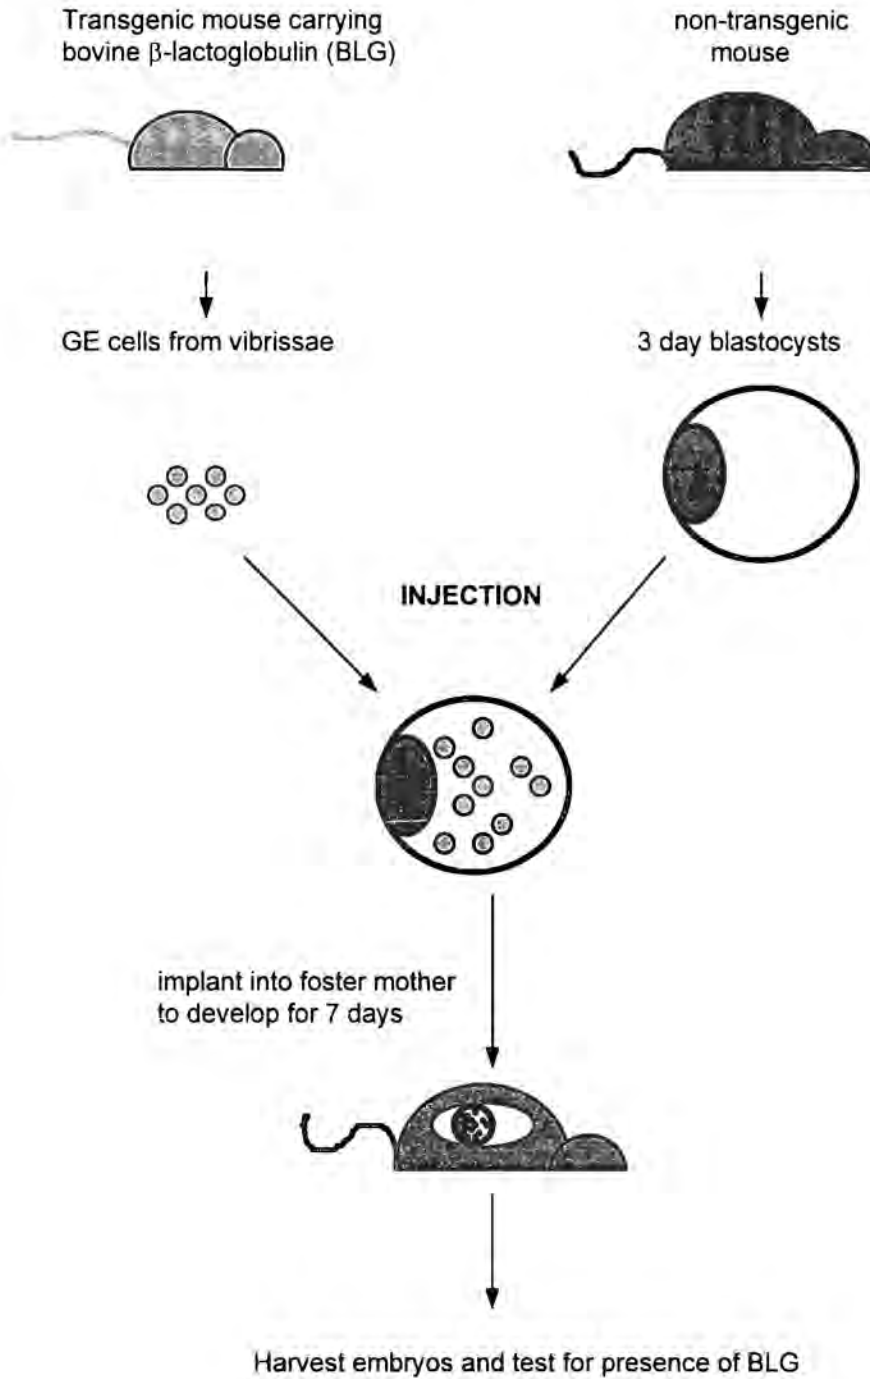 Transgenic mouse carrying
bovine β-lactoglobulin (BLG)
non-transgenic
mouse
GE cells from vibrissae
3 day blastocysts
INJECTION
implant into foster mother
to develop for 7 days
Harvest embryos and test for presence of BLG